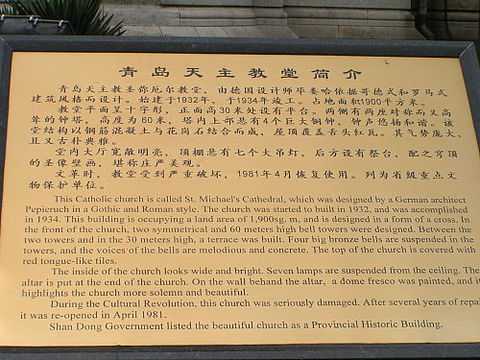 青岛天主教堂简介
青岛天主教圣弥厄尔教堂，由德国设计师毕娄哈依据哥德式和罗马式
建筑风格而设计。始建于1932年，于1934年竣工。占地面积1900平方米。
教堂平面呈十字形，正面高30米处设有平台，两侧有两座对称而又高
耸的钟塔，高度为60米，塔内上部悬有4个巨大铜钟，钟声悠扬和谐。该
堂结构以钢筋混凝土与花岗石结合而成，屋顶覆盖舌头红瓦。其气势庞大，
且又古朴典雅。
堂内大厅宽敞明亮，顶棚悬有七个大吊灯，后方设有祭台，配之穹顶
的圣像壁画，堪称庄严美观。
文革时，教堂受到严重破坏，1981年4月恢复使用。列为省级重点文
物保护单位。
This Catholic church is called St. Michael's Cathedral, which was designed by a German architect
Pepieruch in a Gothic and Roman style. The church was started to built in 1932, and was accomplished
in 1934. This building is occupying a land area of 1,900sg. m, and is designed in a form of a cross. In
the front of the church, two symmetrical and 60 meters high bell towers were designed. Between the
two towers and in the 30 meters high, a terrace was built. Four big bronze bells are suspended in the
towers, and the voices of the bells are melodious and concrete. The top of the church is covered with
red tongue-like tiles.
The inside of the church looks wide and bright. Seven lamps are suspended from the ceiling. The
altar is put at the end of the church. On the wall behand the altar, a dome fresco was painted, and it
highlights the church more solemn and beautiful.
During the Cultural Revolution, this church was seriously damaged. After several years of repai
it was re-opened in April 1981.
Shan Dong Government listed the beautiful church as a Provincial Historic Building.